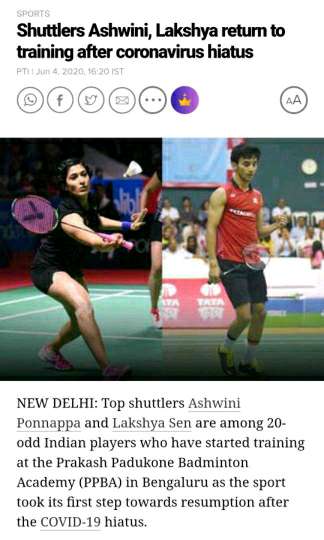 SPORTS
Shuttlers Ashwini, Lakshya return to
training after coronavirus hiatus
PTI | Jun 4, 2020, 16:20 IST
AA
TATA
TATA
NEW DELHI: Top shuttlers Ashwini
Ponnappa and Lakshya Sen are among 20-
odd Indian players who have started training
at the Prakash Padukone Badminton
Academy (PPBA) in Bengaluru as the sport
took its first step towards resumption after
the COVID-19 hiatus.